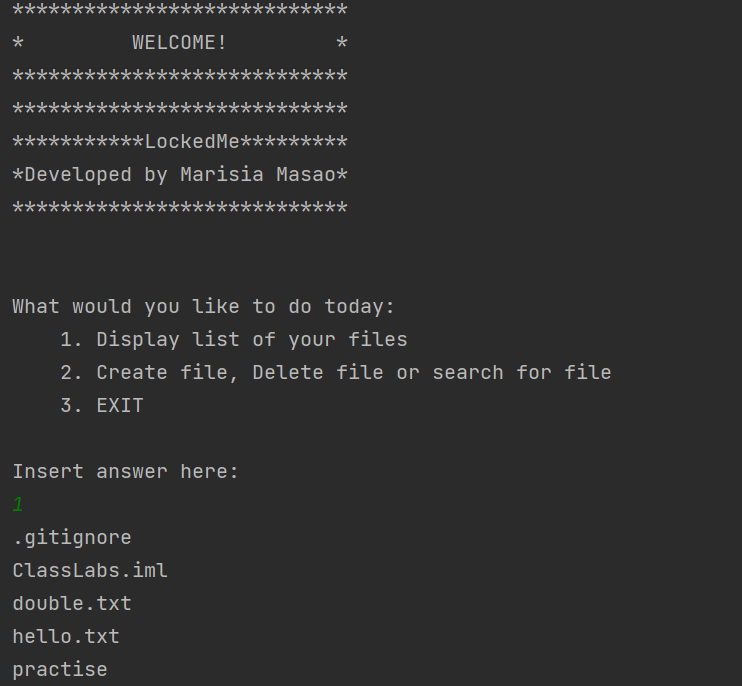 ****************************
*         WELCOME!         *
****************************
****************************
***********LockedMe*********
*Developed by Marisia Masao*
****************************
What would you like to do today:
    1. Display list of your files
    2. Create file, Delete file or search for file
    3. EXIT
Insert answer here:
1
.gitignore
ClassLabs.iml
double.txt
hello.txt
practise